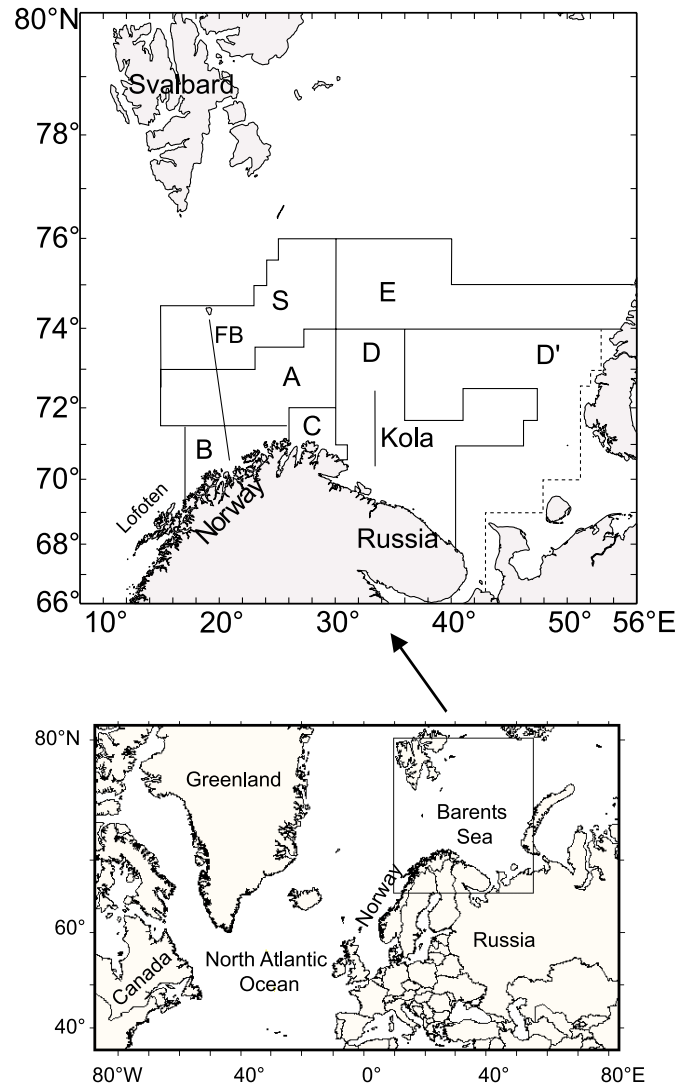 80°N
Svalbard
78°
76°
S
E
74°
FB
D
D'
A
72°
C
B
Kola
70°
Lofoten
Norway
68°
Russia
66°
10° 20° 30° 40° 50° 56°E
80°N
Greenland
Barents
Sea
Norway
60°
Russia
North Atlantic
Ocean
Canada
40°
80°W 40° 0° 40° 80°E